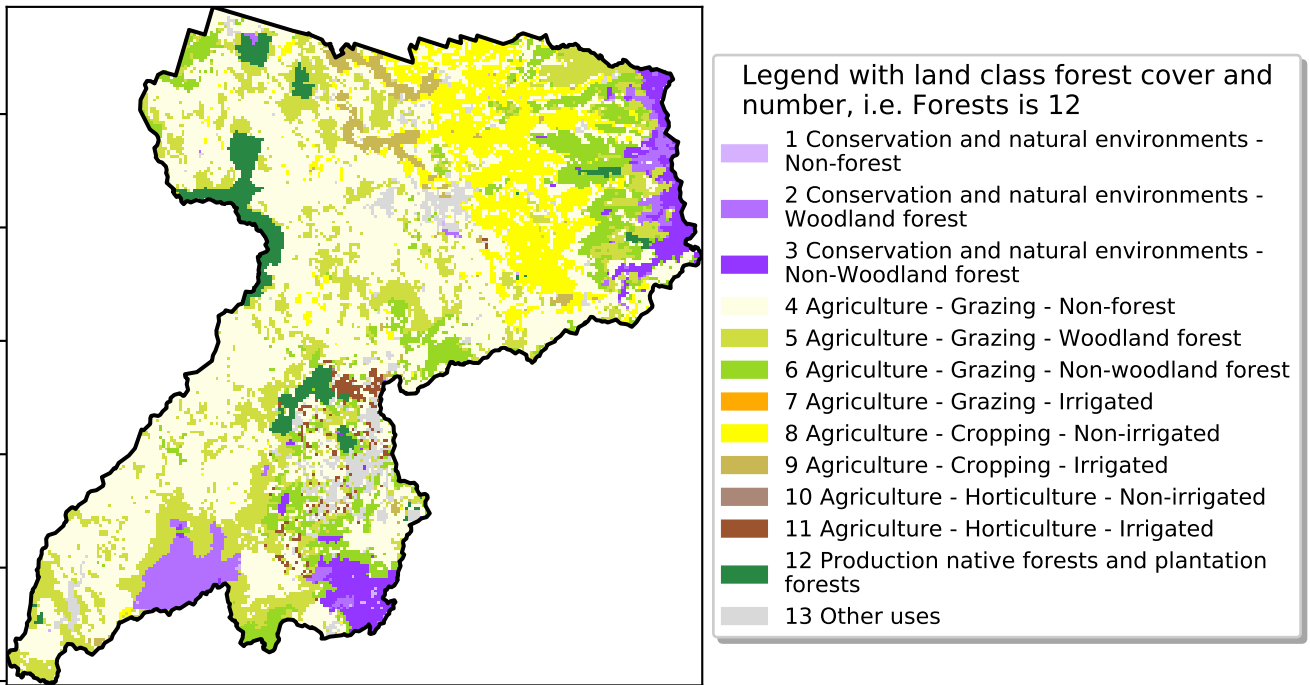 Legend with land class forest cover and
number, i.e. Forests is 12
1 Conservation and natural environments -
Non-forest
2 Conservation and natural environments -
Woodland forest
3 Conservation and natural environments -
Non-Woodland forest
4 Agriculture - Grazing - Non-forest
5 Agriculture - Grazing - Woodland forest
6 Agriculture - Grazing - Non-woodland forest
7 Agriculture - Grazing - Irrigated
8 Agriculture - Cropping - Non-irrigated
9 Agriculture - Cropping - Irrigated
10 Agriculture - Horticulture - Non-irrigated
11 Agriculture - Horticulture - Irrigated
12 Production native forests and plantation
forests
13 Other uses